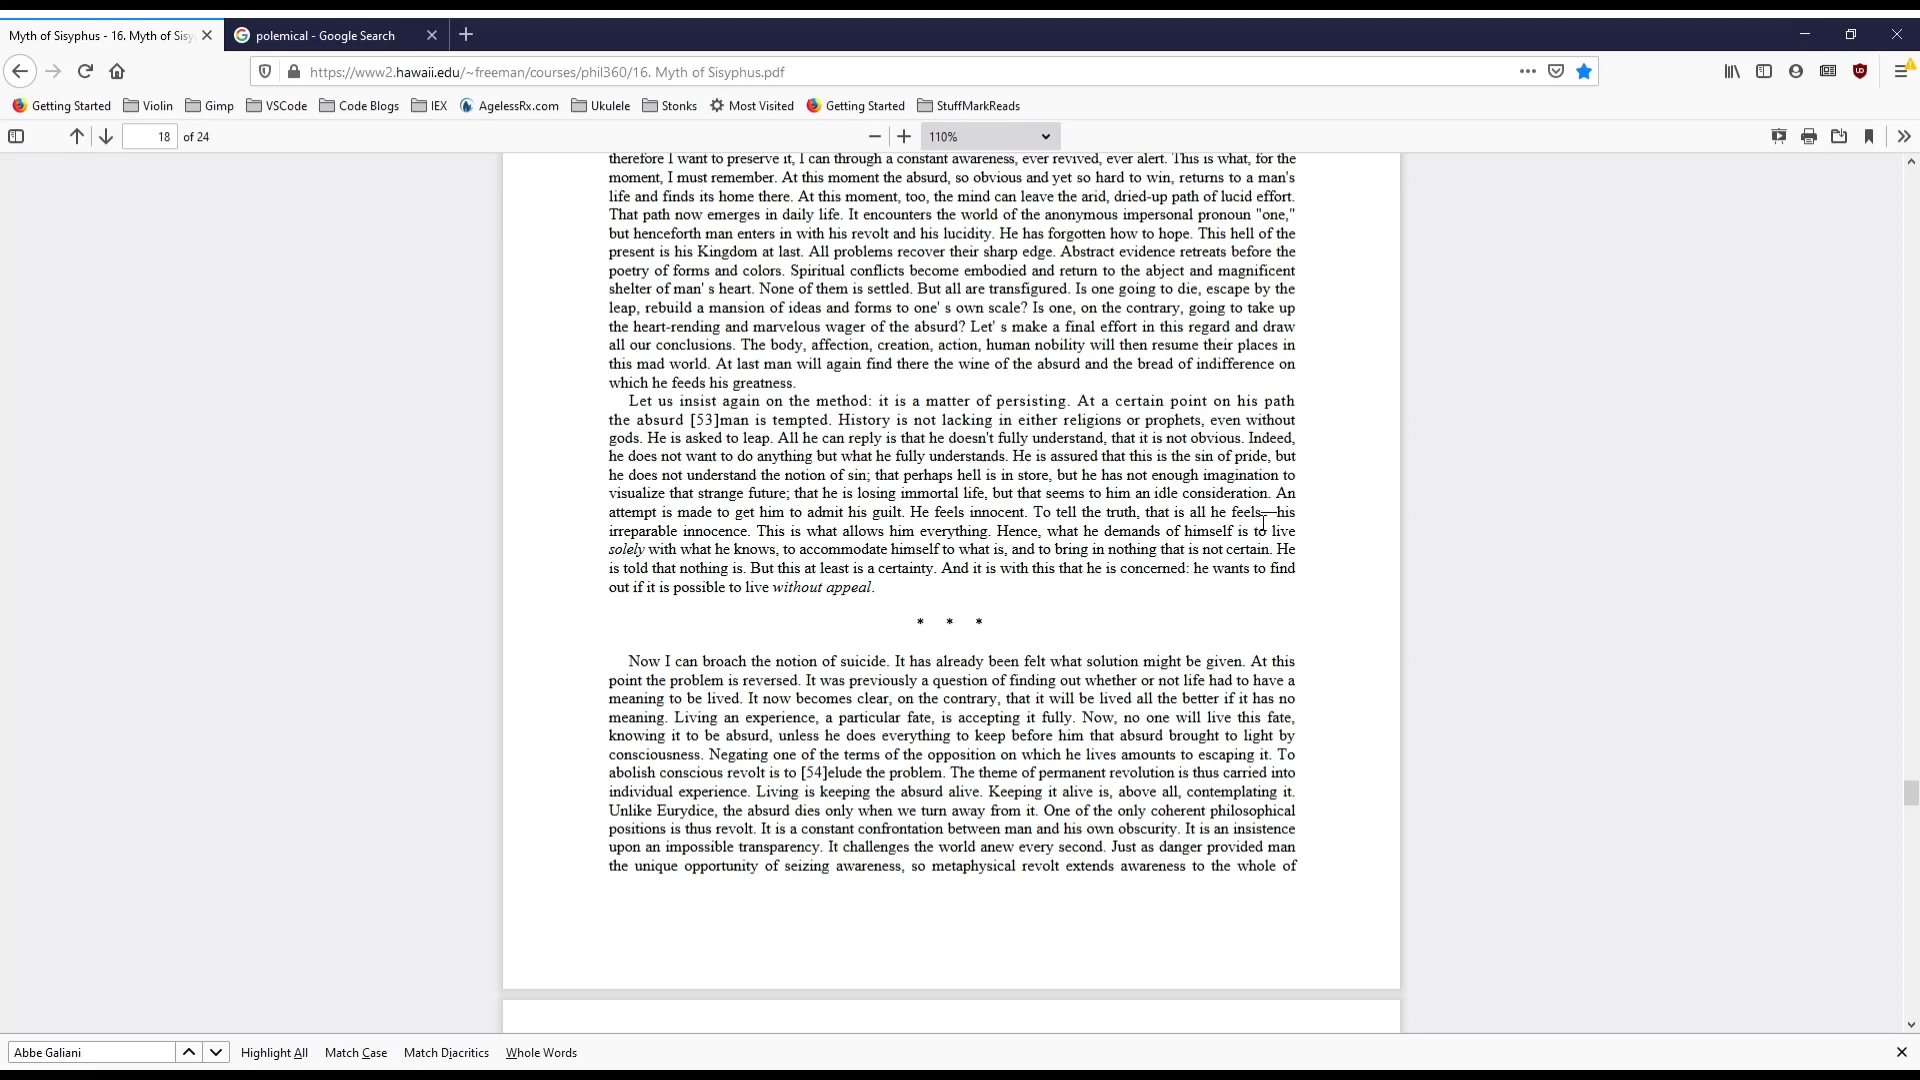 Myth of Sisyphus - 16. Myth of Sisy
polemical - Google Search
https://www2.hawaii.edu/~freeman/courses/phil360/16. Myth of Sisyphus.pdf
Getting Started Violin Gimp VSCode Code Blogs IEX AgelessRx.com Ukulele Stonks Most Visited Getting Started StuffMarkReads
18 of 24 110%
therefore I want to preserve it, I can through a constant awareness, ever revived, ever alert. This is what, for the
moment, I must remember. At this moment the absurd, so obvious and yet so hard to win, returns to a man's
life and finds its home there. At this moment, too, the mind can leave the arid, dried-up path of lucid effort.
That path now emerges in daily life. It encounters the world of the anonymous impersonal pronoun "one,"
but henceforth man enters in with his revolt and his lucidity. He has forgotten how to hope. This hell of the
present is his Kingdom at last. All problems recover their sharp edge. Abstract evidence retreats before the
poetry of forms and colors. Spiritual conflicts become embodied and return to the abject and magnificent
shelter of man' s heart. None of them is settled. But all are transfigured. Is one going to die, escape by the
leap, rebuild a mansion of ideas and forms to one' s own scale? Is one, on the contrary, going to take up
the heart-rending and marvelous wager of the absurd? Let' s make a final effort in this regard and draw
all our conclusions. The body, affection, creation, action, human nobility will then resume their places in
this mad world. At last man will again find there the wine of the absurd and the bread of indifference on
which he feeds his greatness.
Let us insist again on the method: it is a matter of persisting. At a certain point on his path
the absurd [53]man is tempted. History is not lacking in either religions or prophets, even without
gods. He is asked to leap. All he can reply is that he doesn't fully understand, that it is not obvious. Indeed,
he does not want to do anything but what he fully understands. He is assured that this is the sin of pride, but
he does not understand the notion of sin; that perhaps hell is in store, but he has not enough imagination to
visualize that strange future; that he is losing immortal life, but that seems to him an idle consideration. An
attempt is made to get him to admit his guilt. He feels innocent. To tell the truth, that is all he feels—his
irreparable innocence. This is what allows him everything. Hence, what he demands of himself is to live
solely with what he knows, to accommodate himself to what is, and to bring in nothing that is not certain. He
is told that nothing is. But this at least is a certainty. And it is with this that he is concerned: he wants to find
out if it is possible to live without appeal.
* * *
Now I can broach the notion of suicide. It has already been felt what solution might be given. At this
point the problem is reversed. It was previously a question of finding out whether or not life had to have a
meaning to be lived. It now becomes clear, on the contrary, that it will be lived all the better if it has no
meaning. Living an experience, a particular fate, is accepting it fully. Now, no one will live this fate,
knowing it to be absurd, unless he does everything to keep before him that absurd brought to light by
consciousness. Negating one of the terms of the opposition on which he lives amounts to escaping it. To
abolish conscious revolt is to [54]elude the problem. The theme of permanent revolution is thus carried into
individual experience. Living is keeping the absurd alive. Keeping it alive is, above all, contemplating it.
Unlike Eurydice, the absurd dies only when we turn away from it. One of the only coherent philosophical
positions is thus revolt. It is a constant confrontation between man and his own obscurity. It is an insistence
upon an impossible transparency. It challenges the world anew every second. Just as danger provided man
the unique opportunity of seizing awareness, so metaphysical revolt extends awareness to the whole of
Abbe Galiani Highlight All Match Case Match Diacritics Whole Words